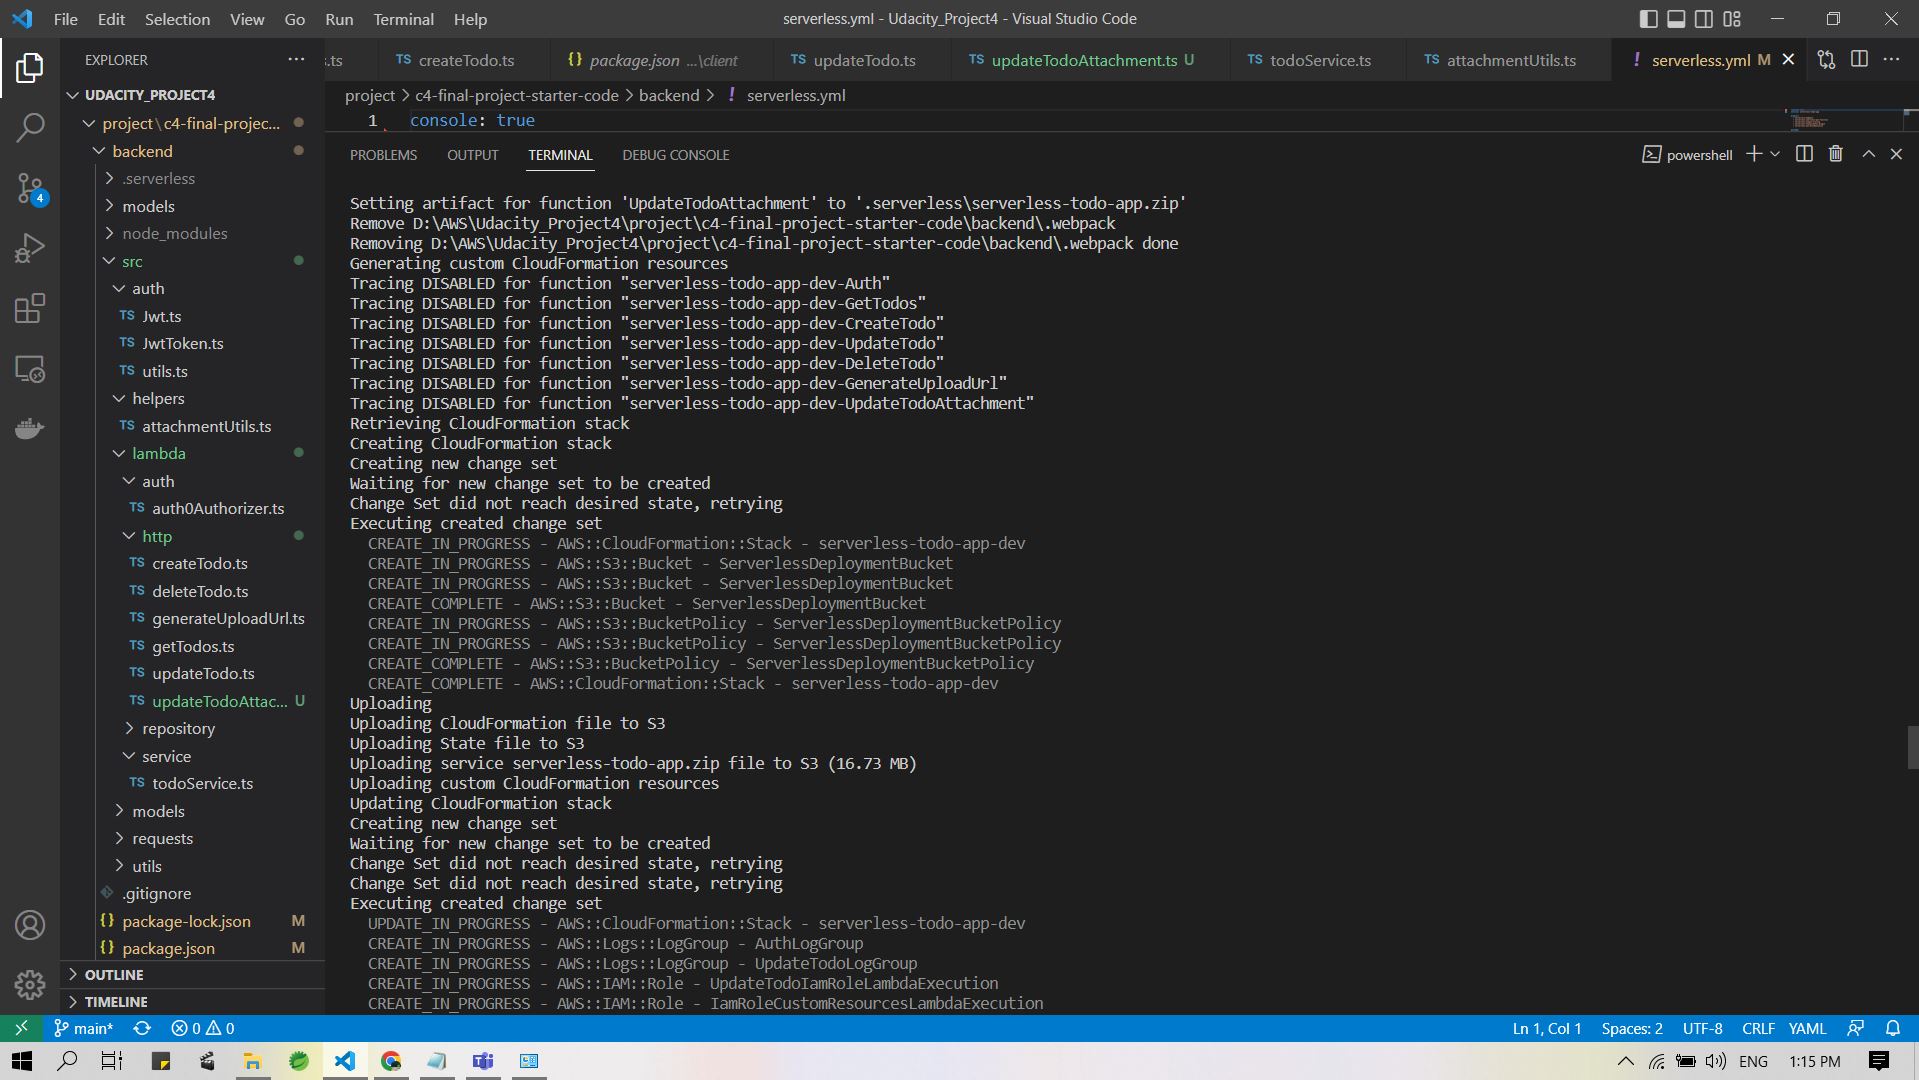 File Edit Selection View Go Run Terminal Help
serverless.yml - Udacity_Project4 - Visual Studio Code
EXPLORER
UDACITY_PROJECT4
project\c4-final-projec...
backend
.serverless
models
node_modules
src
auth
TS Jwt.ts
TS JwtToken.ts
TS utils.ts
helpers
TS attachmentUtils.ts
lambda
auth
TS auth0Authorizer.ts
http
TS createTodo.ts
TS deleteTodo.ts
TS generateUploadUrl.ts
TS getTodos.ts
TS updateTodo.ts
TS updateTodoAttac... U
repository
service
TS todoService.ts
models
requests
utils
.gitignore
{} package-lock.json M
{} package.json M
OUTLINE
TIMELINE
4
s.ts TS createTodo.ts {} package.json ...\client TS updateTodo.ts TS updateTodoAttachment.ts U TS todoService.ts TS attachmentUtils.ts ! serverless.yml M
project > c4-final-project-starter-code > backend > ! serverless.yml
1 console: true
PROBLEMS OUTPUT TERMINAL DEBUG CONSOLE
powershell
Setting artifact for function 'UpdateTodoAttachment' to '.serverless\serverless-todo-app.zip'
Remove D:\AWS\Udacity_Project4\project\c4-final-project-starter-code\backend\.webpack
Removing D:\AWS\Udacity_Project4\project\c4-final-project-starter-code\backend\.webpack done
Generating custom CloudFormation resources
Tracing DISABLED for function "serverless-todo-app-dev-Auth"
Tracing DISABLED for function "serverless-todo-app-dev-GetTodos"
Tracing DISABLED for function "serverless-todo-app-dev-CreateTodo"
Tracing DISABLED for function "serverless-todo-app-dev-UpdateTodo"
Tracing DISABLED for function "serverless-todo-app-dev-DeleteTodo"
Tracing DISABLED for function "serverless-todo-app-dev-GenerateUploadUrl"
Tracing DISABLED for function "serverless-todo-app-dev-UpdateTodoAttachment"
Retrieving CloudFormation stack
Creating CloudFormation stack
Creating new change set
Waiting for new change set to be created
Change Set did not reach desired state, retrying
Executing created change set
CREATE_IN_PROGRESS - AWS::CloudFormation::Stack - serverless-todo-app-dev
CREATE_IN_PROGRESS - AWS::S3::Bucket - ServerlessDeploymentBucket
CREATE_IN_PROGRESS - AWS::S3::Bucket - ServerlessDeploymentBucket
CREATE_COMPLETE - AWS::S3::Bucket - ServerlessDeploymentBucket
CREATE_IN_PROGRESS - AWS::S3::BucketPolicy - ServerlessDeploymentBucketPolicy
CREATE_IN_PROGRESS - AWS::S3::BucketPolicy - ServerlessDeploymentBucketPolicy
CREATE_COMPLETE - AWS::S3::BucketPolicy - ServerlessDeploymentBucketPolicy
CREATE_COMPLETE - AWS::CloudFormation::Stack - serverless-todo-app-dev
Uploading
Uploading CloudFormation file to S3
Uploading State file to S3
Uploading service serverless-todo-app.zip file to S3 (16.73 MB)
Uploading custom CloudFormation resources
Updating CloudFormation stack
Creating new change set
Waiting for new change set to be created
Change Set did not reach desired state, retrying
Change Set did not reach desired state, retrying
Executing created change set
UPDATE_IN_PROGRESS - AWS::CloudFormation::Stack - serverless-todo-app-dev
CREATE_IN_PROGRESS - AWS::Logs::LogGroup - AuthLogGroup
CREATE_IN_PROGRESS - AWS::Logs::LogGroup - UpdateTodoLogGroup
CREATE_IN_PROGRESS - AWS::IAM::Role - UpdateTodoIamRoleLambdaExecution
CREATE_IN_PROGRESS - AWS::IAM::Role - IamRoleCustomResourcesLambdaExecution
main* 0 0 Ln 1, Col 1 Spaces: 2 UTF-8 CRLF YAML
ENG 1:15 PM